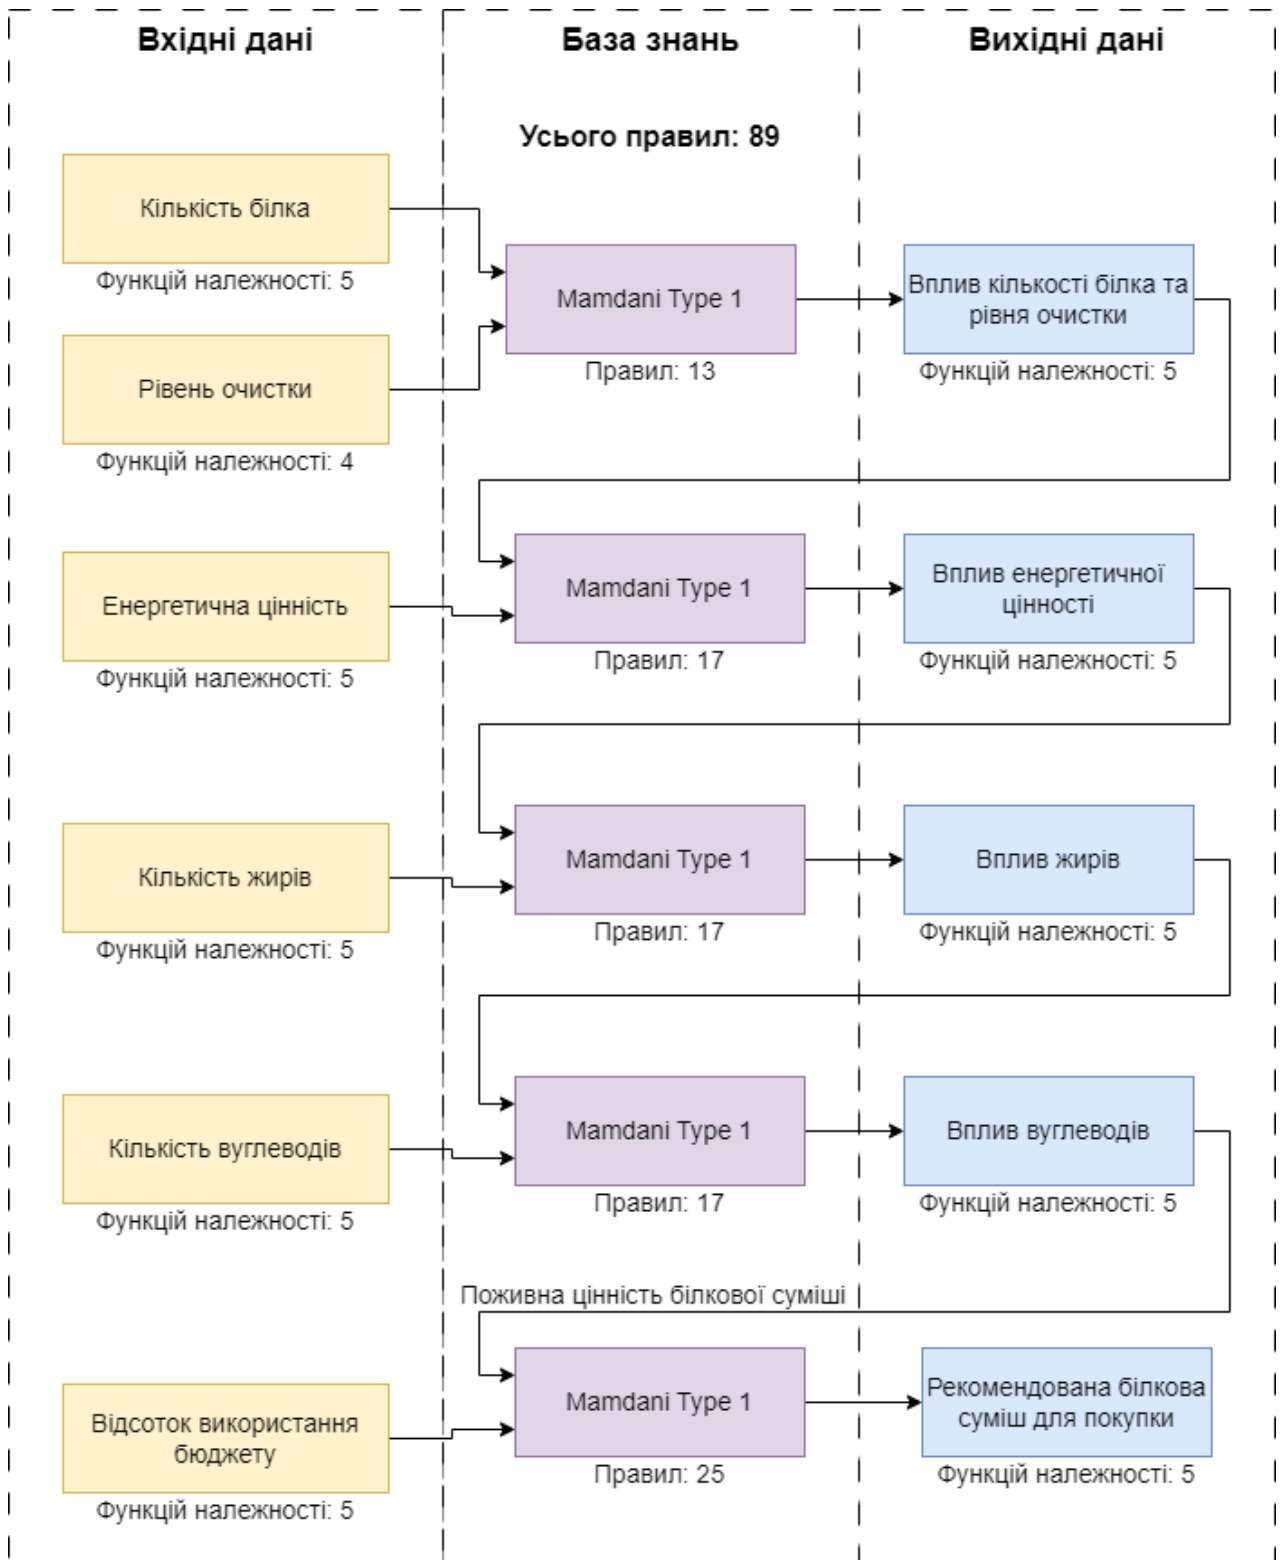 Вхідні дані
База знань
Вихідні дані
Усього правил: 89
Кількість білка
Функцій належності: 5
Рівень очистки
Функцій належності: 4
Mamdani Type 1
Правил: 13
Вплив кількості білка та
рівня очистки
Функцій належності: 5
Енергетична цінність
Функцій належності: 5
Mamdani Type 1
Правил: 17
Вплив енергетичної
цінності
Функцій належності: 5
Кількість жирів
Функцій належності: 5
Mamdani Type 1
Правил: 17
Вплив жирів
Функцій належності: 5
Кількість вуглеводів
Функцій належності: 5
Mamdani Type 1
Правил: 17
Вплив вуглеводів
Функцій належності: 5
Поживна цінність білкової суміші
Відсоток використання
бюджету
Функцій належності: 5
Mamdani Type 1
Правил: 25
Рекомендована білкова
суміш для покупки
Функцій належності: 5